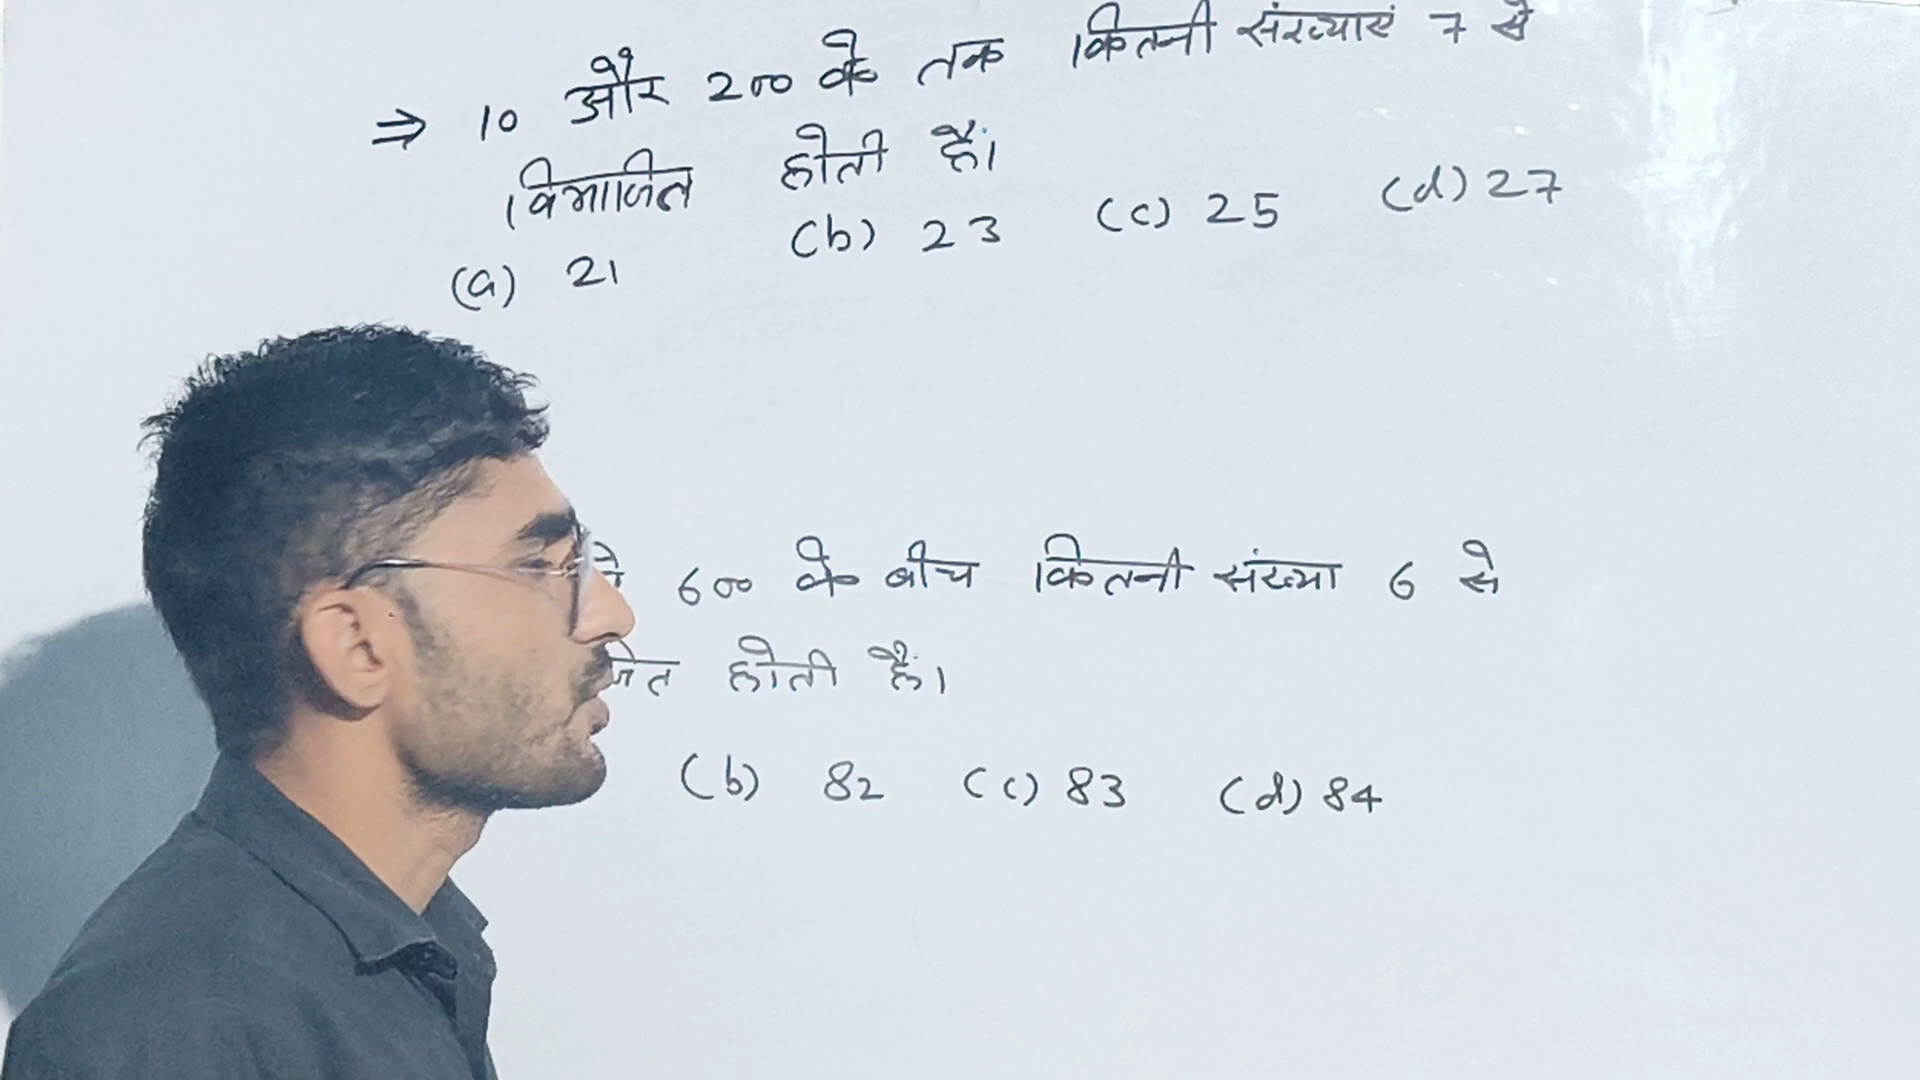 ⇒ 10 और 200 के तक कितनी संख्याएं 7 से
विभाजित होती हैं।
(a) 21 (b) 23 (c) 25 (d) 27
600 के बीच कितनी संख्या 6 से
होती हैं।
(b) 82 (c) 83 (d) 84